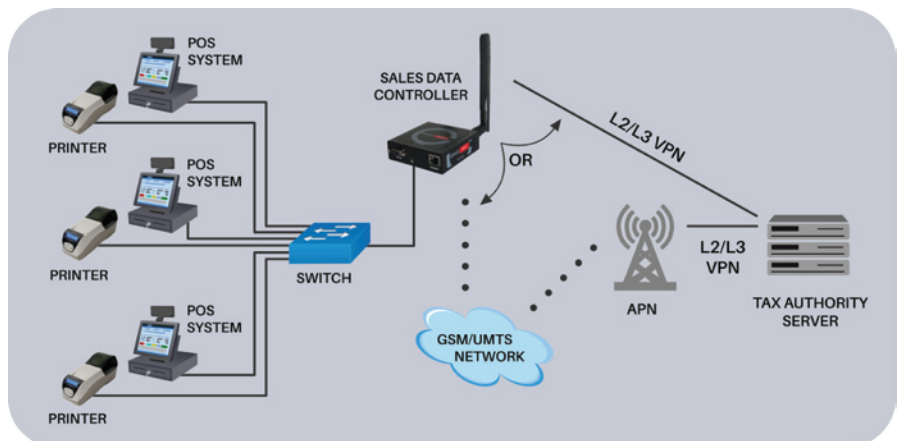 POS
SYSTEM
PRINTER
SALES DATA
CONTROLLER
L2/L3 VPN
OR
POS
SYSTEM
PRINTER
SWITCH
APN
L2/L3
VPN
TAX AUTHORITY
SERVER
GSM/UMTS
NETWORK
POS
SYSTEM
PRINTER